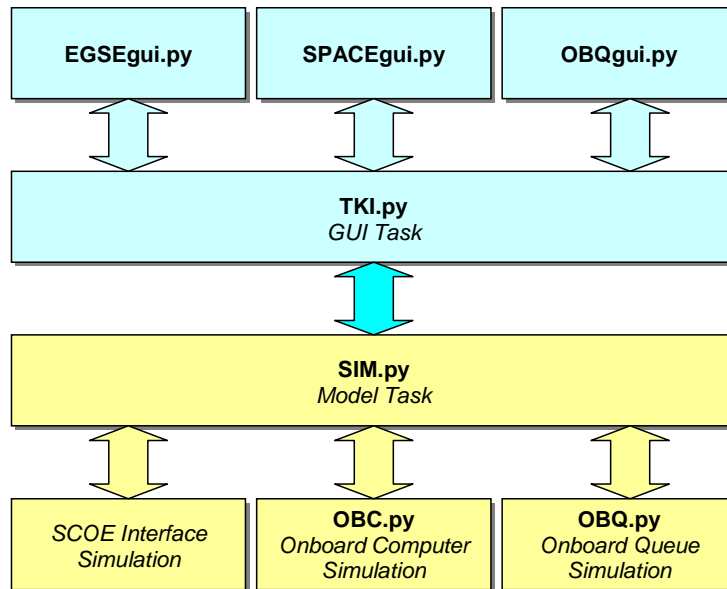 EGSEgui.py
SPACEgui.py
OBQgui.py
TKI.py
GUI Task
SIM.py
Model Task
SCOE Interface
Simulation
OBC.py
Onboard Computer
Simulation
OBQ.py
Onboard Queue
Simulation